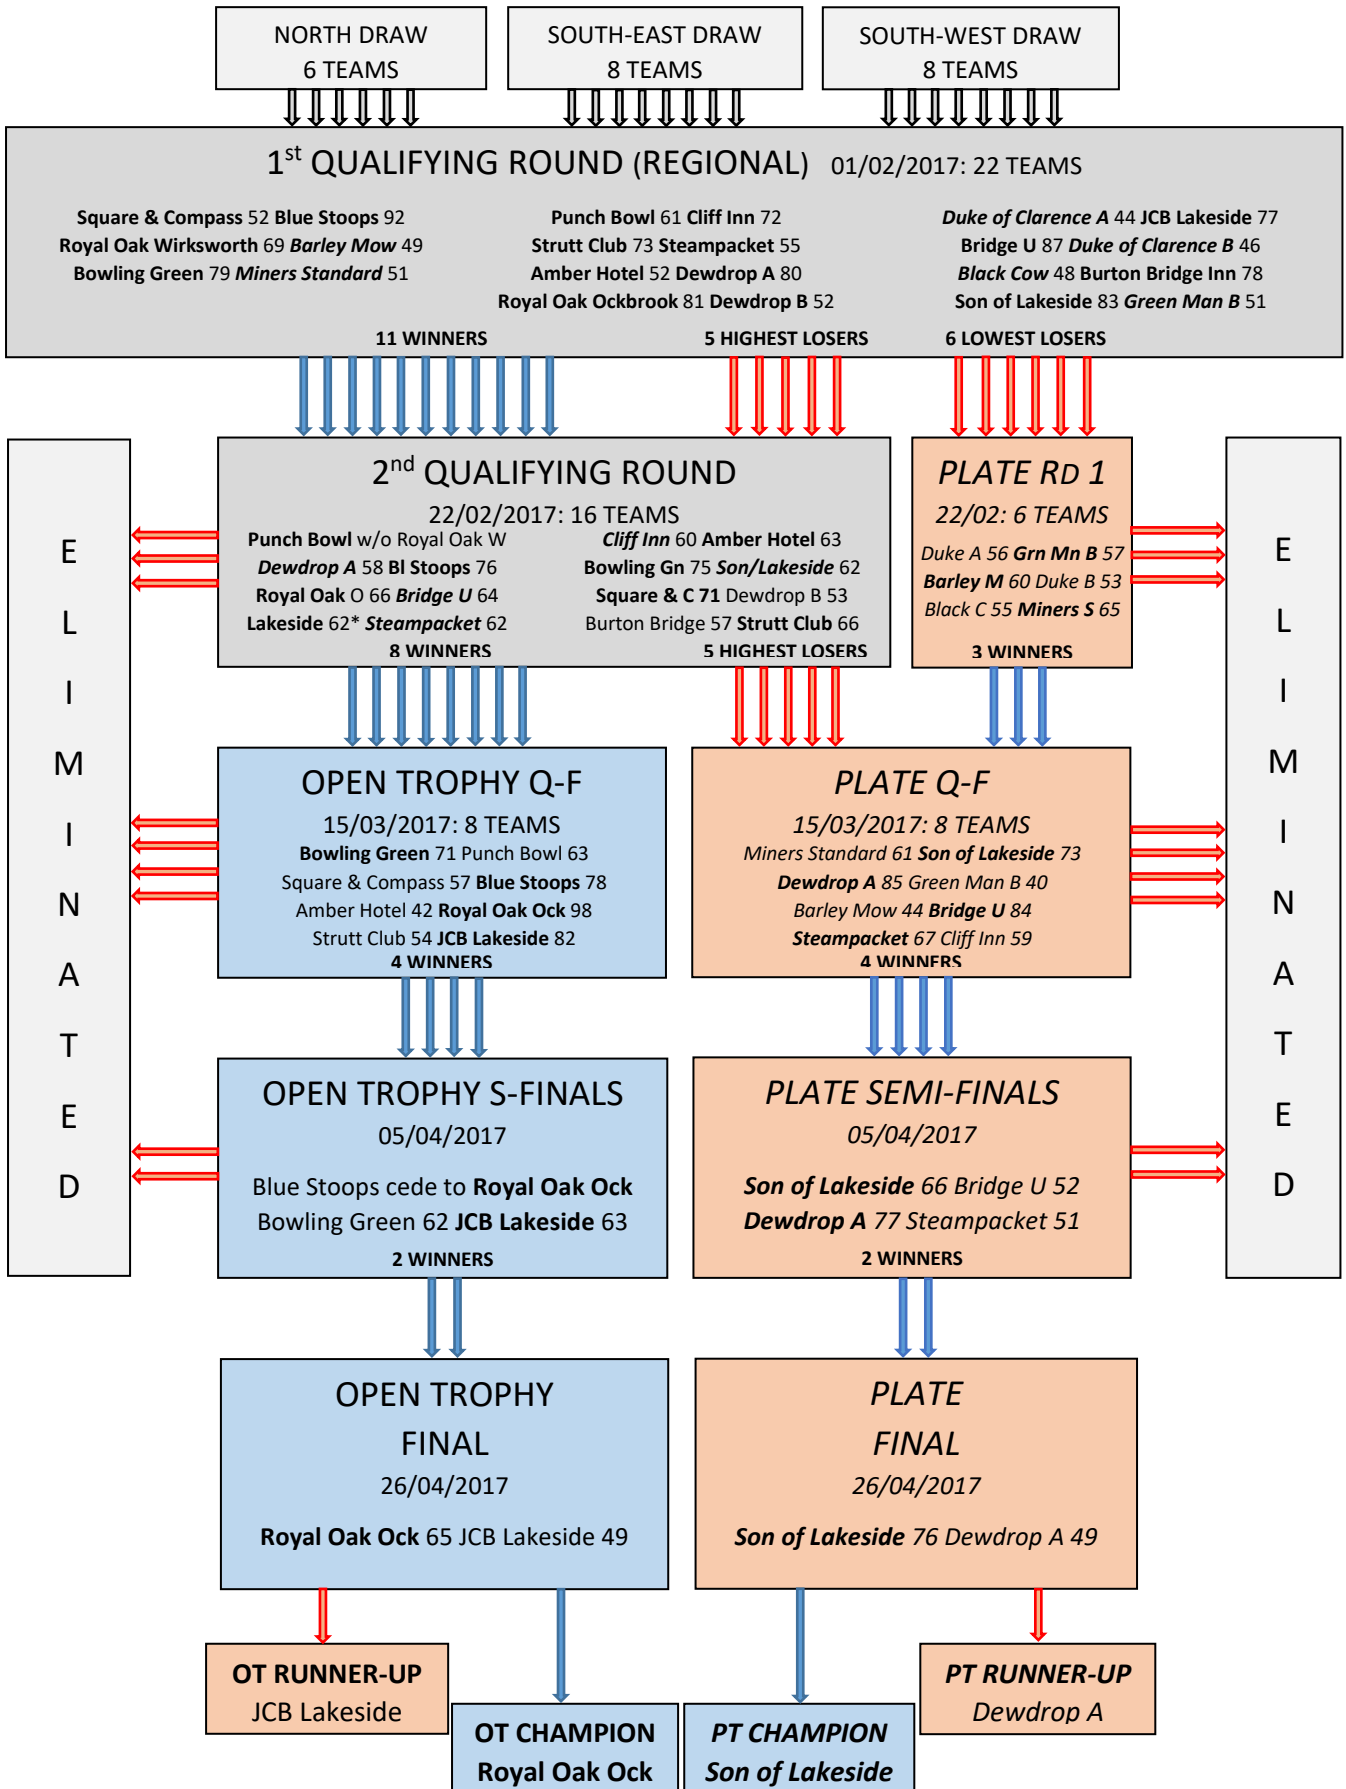 NORTH DRAW
6 TEAMS
SOUTH-EAST DRAW
8 TEAMS
SOUTH-WEST DRAW
8 TEAMS
1st QUALIFYING ROUND (REGIONAL) 01/02/2017: 22 TEAMS
Square & Compass 52 Blue Stoops 92
Royal Oak Wirksworth 69 Barley Mow 49
Bowling Green 79 Miners Standard 51
Punch Bowl 61 Cliff Inn 72
Strutt Club 73 Steampacket 55
Amber Hotel 52 Dewdrop A 80
Royal Oak Ockbrook 81 Dewdrop B 52
Duke of Clarence A 44 JCB Lakeside 77
Bridge U 87 Duke of Clarence B 46
Black Cow 48 Burton Bridge Inn 78
Son of Lakeside 83 Green Man B 51
11 WINNERS
5 HIGHEST LOSERS
6 LOWEST LOSERS
ELIMINATED
2nd QUALIFYING ROUND
22/02/2017: 16 TEAMS
Punch Bowl w/o Royal Oak W
Dewdrop A 58 Bl Stoops 76
Royal Oak O 66 Bridge U 64
Lakeside 62* Steampacket 62
Cliff Inn 60 Amber Hotel 63
Bowling Gn 75 Son/Lakeside 62
Square & C 71 Dewdrop B 53
Burton Bridge 57 Strutt Club 66
8 WINNERS
5 HIGHEST LOSERS
PLATE RD 1
22/02: 6 TEAMS
Duke A 56 Grn Mn B 57
Barley M 60 Duke B 53
Black C 55 Miners S 65
3 WINNERS
ELIMINATED
OPEN TROPHY Q-F
15/03/2017: 8 TEAMS
Bowling Green 71 Punch Bowl 63
Square & Compass 57 Blue Stoops 78
Amber Hotel 42 Royal Oak Ock 98
Strutt Club 54 JCB Lakeside 82
4 WINNERS
PLATE Q-F
15/03/2017: 8 TEAMS
Miners Standard 61 Son of Lakeside 73
Dewdrop A 85 Green Man B 40
Barley Mow 44 Bridge U 84
Steampacket 67 Cliff Inn 59
4 WINNERS
OPEN TROPHY S-FINALS
05/04/2017
Blue Stoops cede to Royal Oak Ock
Bowling Green 62 JCB Lakeside 63
2 WINNERS
PLATE SEMI-FINALS
05/04/2017
Son of Lakeside 66 Bridge U 52
Dewdrop A 77 Steampacket 51
2 WINNERS
OPEN TROPHY
FINAL
26/04/2017
Royal Oak Ock 65 JCB Lakeside 49
PLATE
FINAL
26/04/2017
Son of Lakeside 76 Dewdrop A 49
OT RUNNER-UP
JCB Lakeside
OT CHAMPION
Royal Oak Ock
PT CHAMPION
Son of Lakeside
PT RUNNER-UP
Dewdrop A